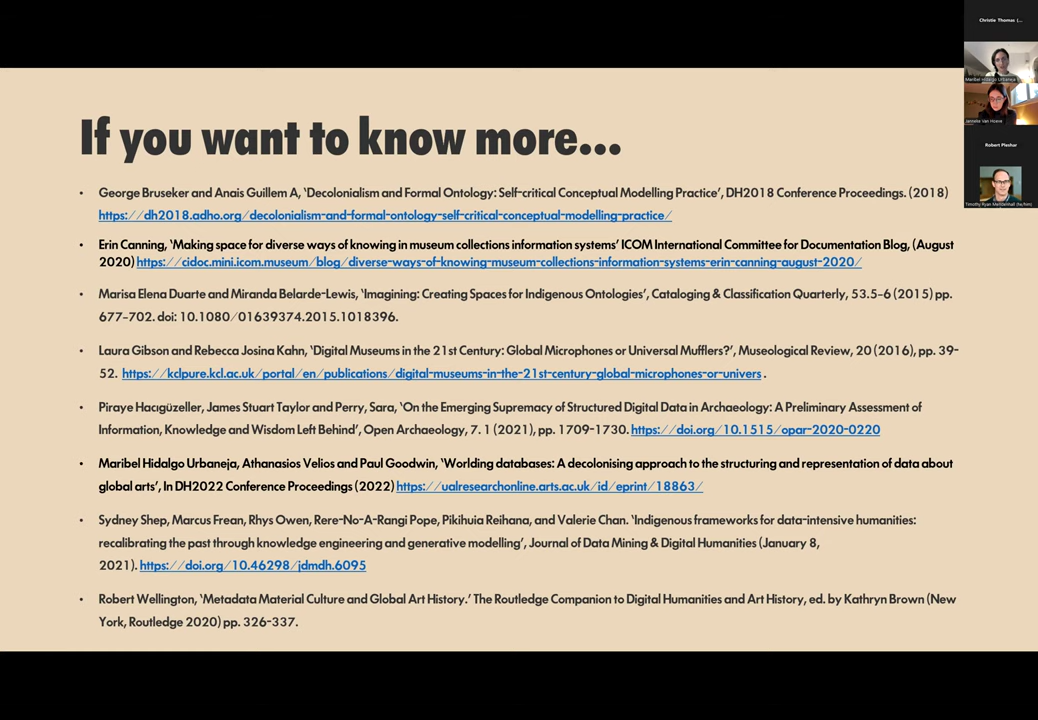 Christie Thomas (...
Maribel Hidalgo Urbaneja
Janneke Van Hoeve
Robert Pleshar
Timothy Ryan Mendenhall (he/him)
If you want to know more...
• George Bruseker and Anais Guillem A, ‘Decolonialism and Formal Ontology: Self-critical Conceptual Modelling Practice’, DH2018 Conference Proceedings. (2018)
https://dh2018.adho.org/decolonialism-and-formal-ontology-self-critical-conceptual-modelling-practice/
• Erin Canning, ‘Making space for diverse ways of knowing in museum collections information systems’ ICOM International Committee for Documentation Blog, (August
2020) https://cidoc.mini.icom.museum/blog/diverse-ways-of-knowing-museum-collections-information-systems-erin-canning-august-2020/
• Marisa Elena Duarte and Miranda Belarde-Lewis, ‘Imagining: Creating Spaces for Indigenous Ontologies’, Cataloging & Classification Quarterly, 53.5–6 (2015) pp.
677–702. doi: 10.1080/01639374.2015.1018396.
• Laura Gibson and Rebecca Josina Kahn, ‘Digital Museums in the 21st Century: Global Microphones or Universal Mufflers?’, Museological Review, 20 (2016), pp. 39-
52. https://kclpure.kcl.ac.uk/portal/en/publications/digital-museums-in-the-21st-century-global-microphones-or-univers .
• Piraye Hacıgüzeller, James Stuart Taylor and Perry, Sara, ‘On the Emerging Supremacy of Structured Digital Data in Archaeology: A Preliminary Assessment of
Information, Knowledge and Wisdom Left Behind’, Open Archaeology, 7. 1 (2021), pp. 1709-1730. https://doi.org/10.1515/opar-2020-0220
• Maribel Hidalgo Urbaneja, Athanasios Velios and Paul Goodwin, ‘Worlding databases: A decolonising approach to the structuring and representation of data about
global arts’, In DH2022 Conference Proceedings (2022) https://ualresearchonline.arts.ac.uk/id/eprint/18863/
• Sydney Shep, Marcus Frean, Rhys Owen, Rere-No-A-Rangi Pope, Pikihuia Reihana, and Valerie Chan. ‘Indigenous frameworks for data-intensive humanities:
recalibrating the past through knowledge engineering and generative modelling’, Journal of Data Mining & Digital Humanities (January 8,
2021). https://doi.org/10.46298/jdmdh.6095
• Robert Wellington, ‘Metadata Material Culture and Global Art History.’ The Routledge Companion to Digital Humanities and Art History, ed. by Kathryn Brown (New
York, Routledge 2020) pp. 326-337.